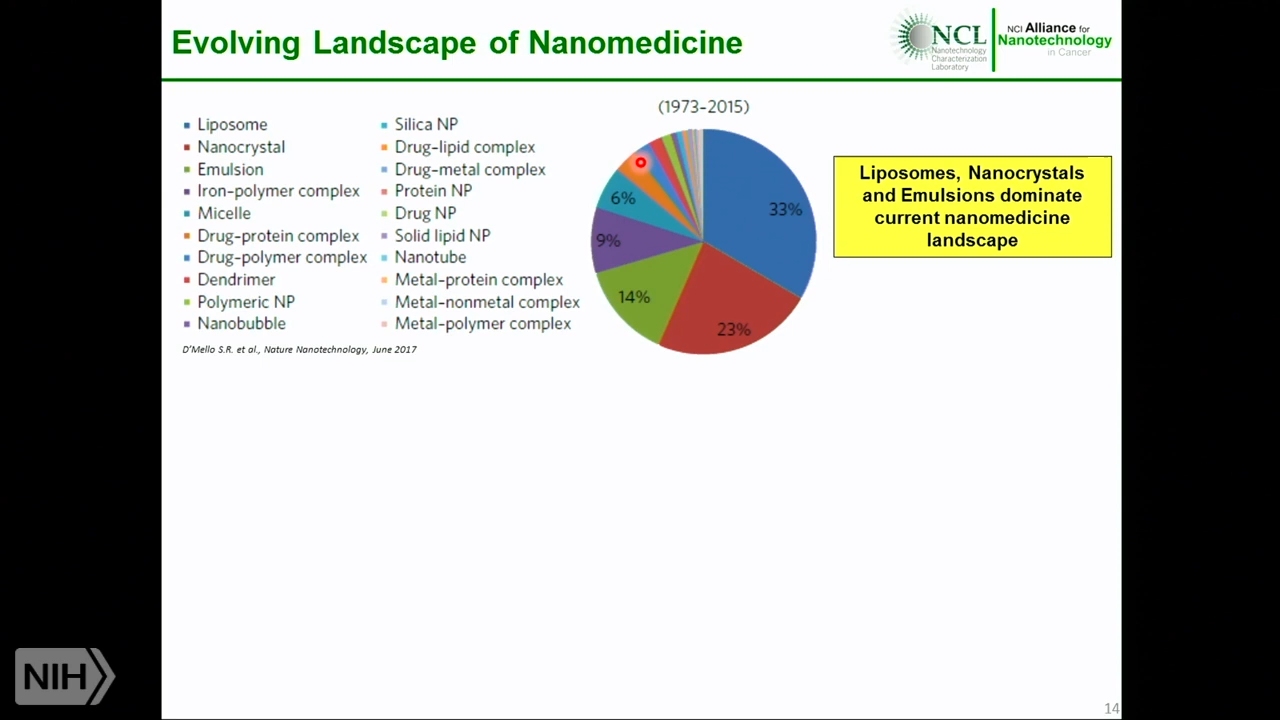 Evolving Landscape of Nanomedicine
NCL
Nanotechnology
Characterization
Laboratory
NCI Alliance for
Nanotechnology
in Cancer
(1973–2015)
Liposome
Nanocrystal
Emulsion
Iron-polymer complex
Micelle
Drug-protein complex
Drug-polymer complex
Dendrimer
Polymeric NP
Nanobubble
Silica NP
Drug-lipid complex
Drug-metal complex
Protein NP
Drug NP
Solid lipid NP
Nanotube
Metal-protein complex
Metal-nonmetal complex
Metal-polymer complex
33%
23%
14%
9%
6%
Liposomes, Nanocrystals
and Emulsions dominate
current nanomedicine
landscape
D'Mello S.R. et al., Nature Nanotechnology, June 2017
NIH
14